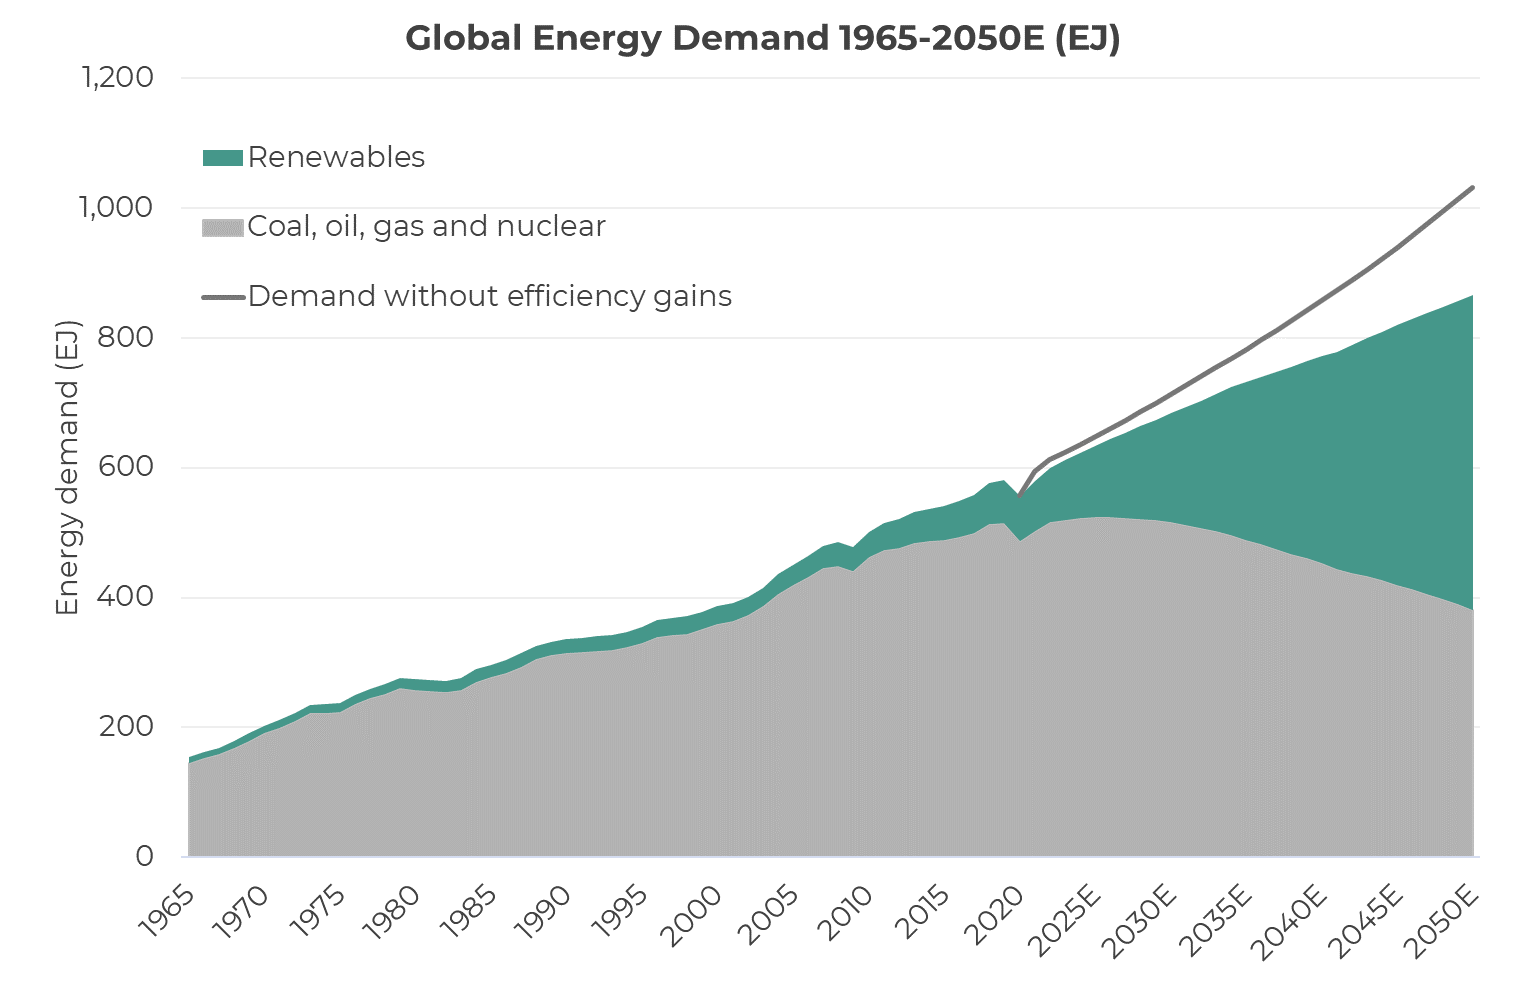 Global Energy Demand 1965-2050E (EJ)
1,200
1,000
800
600
400
200
0
Energy demand (EJ)
Renewables
Coal, oil, gas and nuclear
Demand without efficiency gains
1965
1970
1975
1980
1985
1990
1995
2000
2005
2010
2015
2020
2025E
2030E
2035E
2040E
2045E
2050E